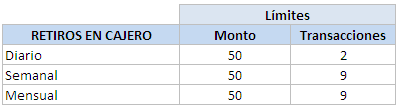 Límites
RETIROS EN CAJERO Monto Transacciones
Diario 50 2
Semanal 50 9
Mensual 50 9